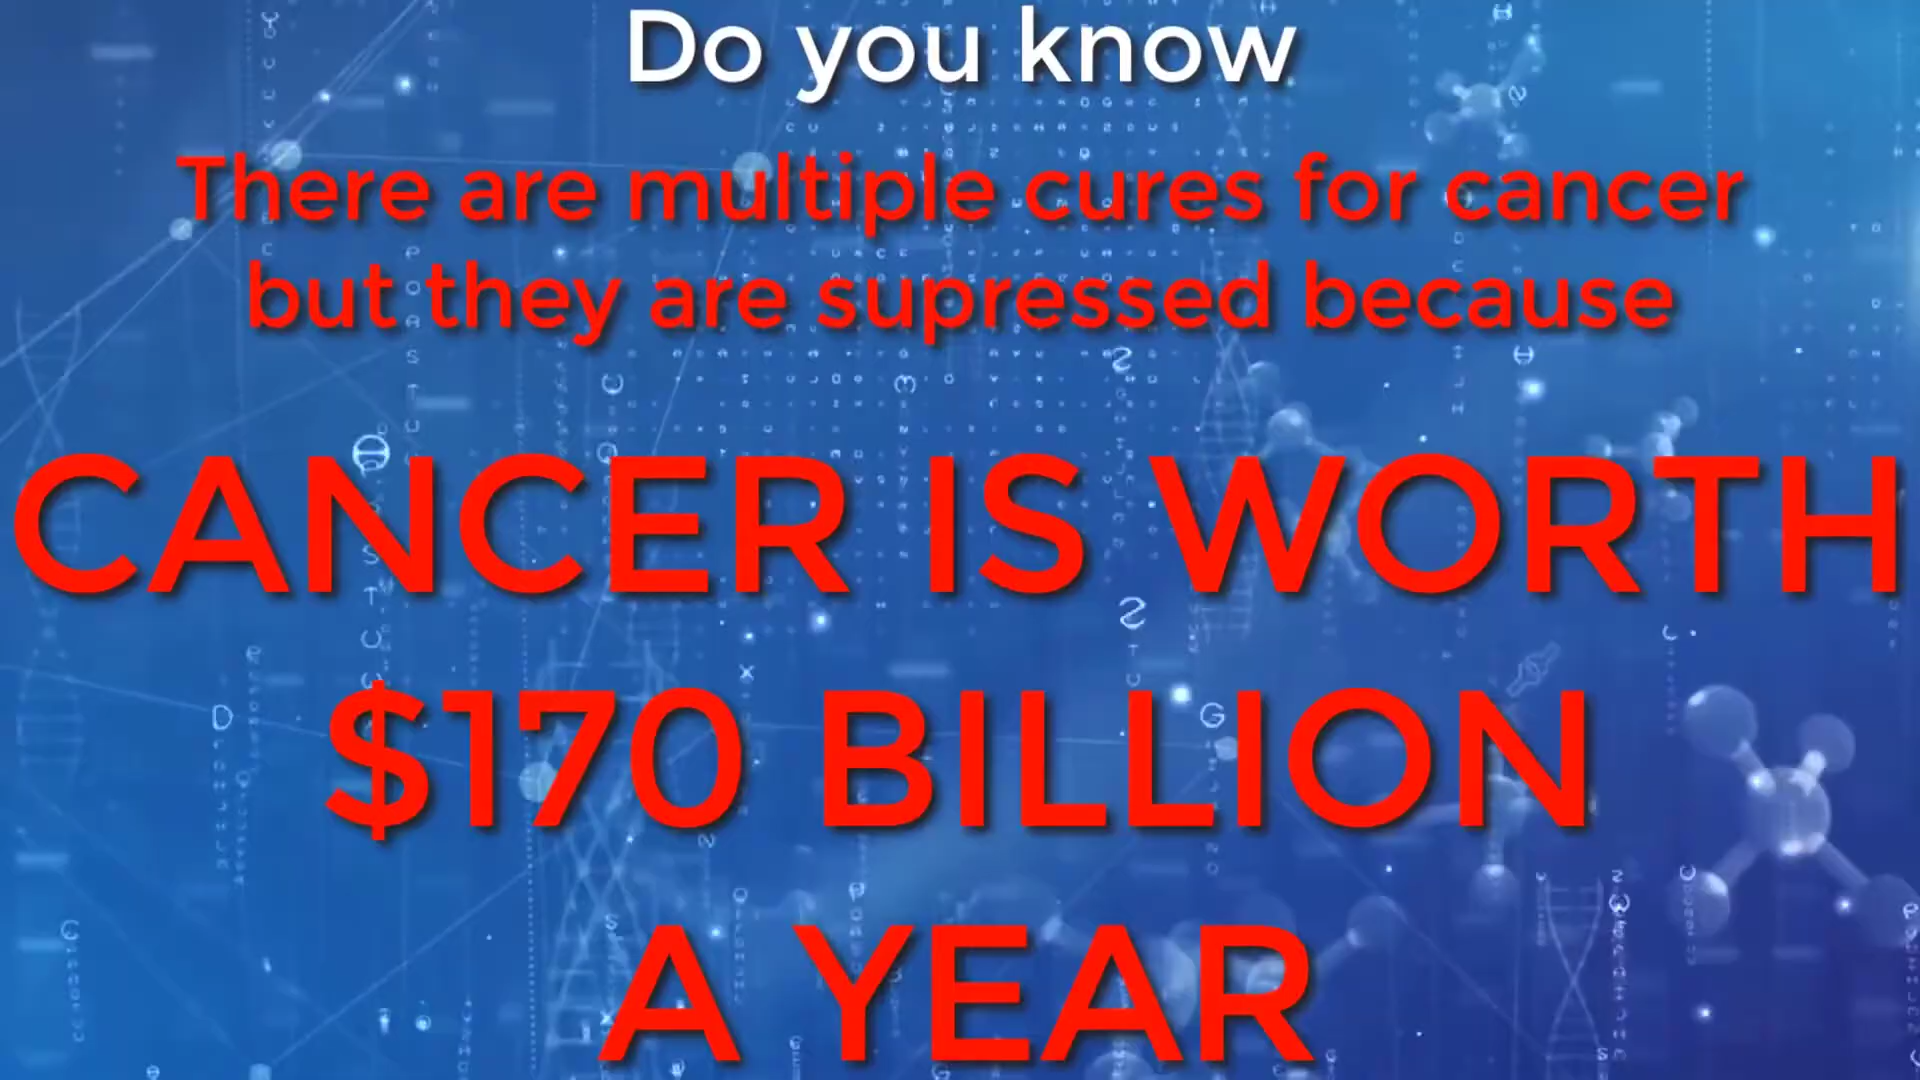 Do you know
There are multiple cures for cancer
but they are supressed because
CANCER IS WORTH
$170 BILLION
A YEAR